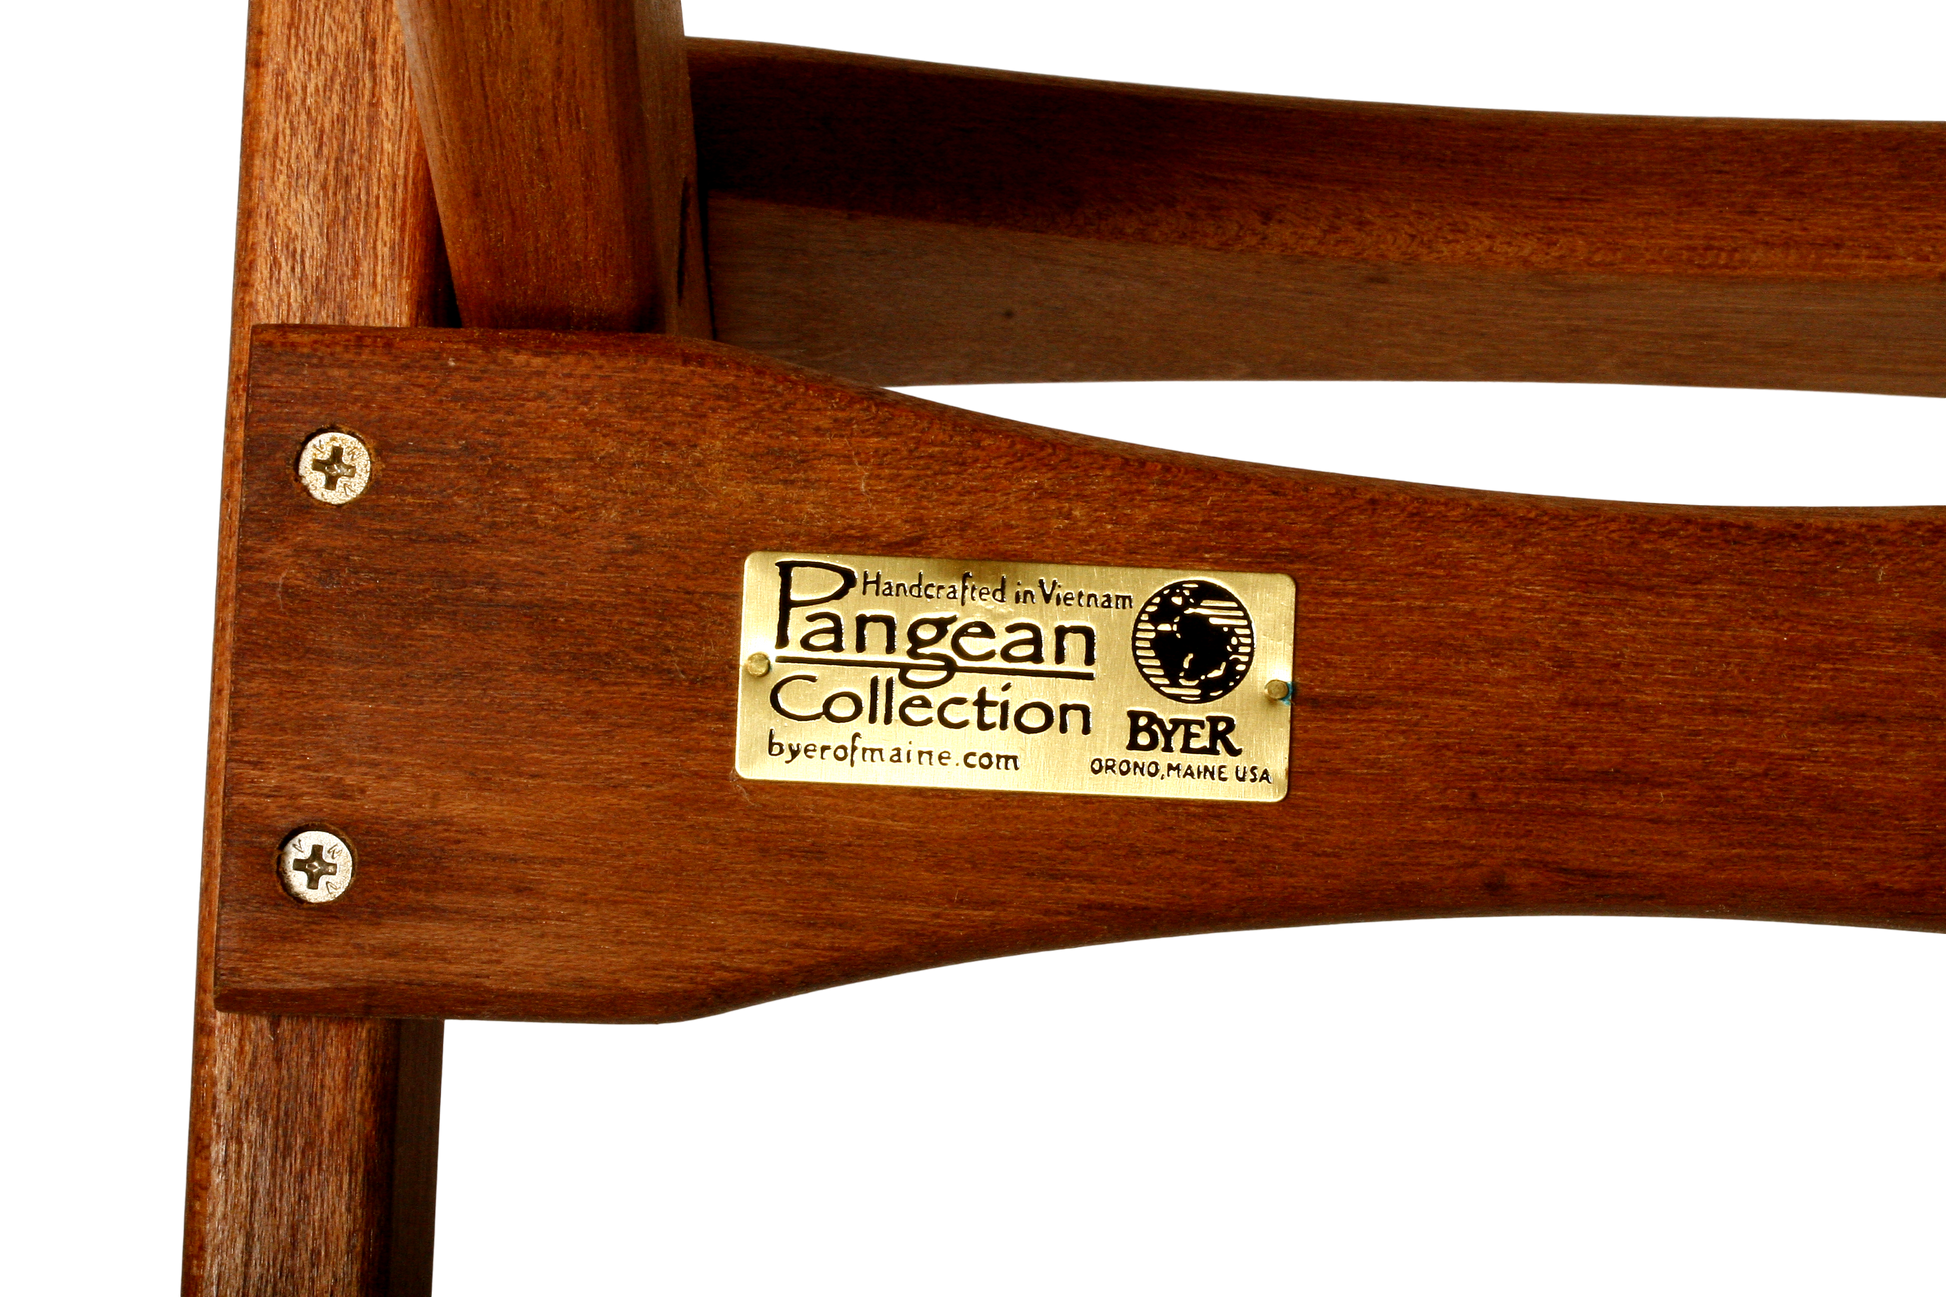 Handcrafted in Vietnam
Pangean
Collection
byerofmaine.com
BYER
ORONO, MAINE USA